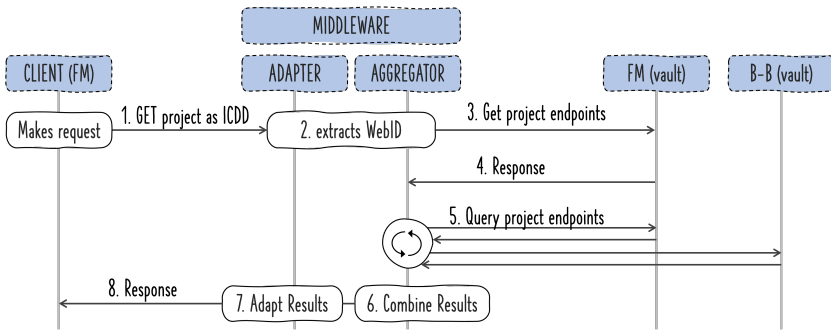 MIDDLEWARE
CLIENT (FM)
ADAPTER
AGGREGATOR
FM (vault)
B-B (vault)
Makes request
1. GET project as ICDD
2. extracts WebID
3. Get project endpoints
4. Response
5. Query project endpoints
8. Response
7. Adapt Results
6. Combine Results